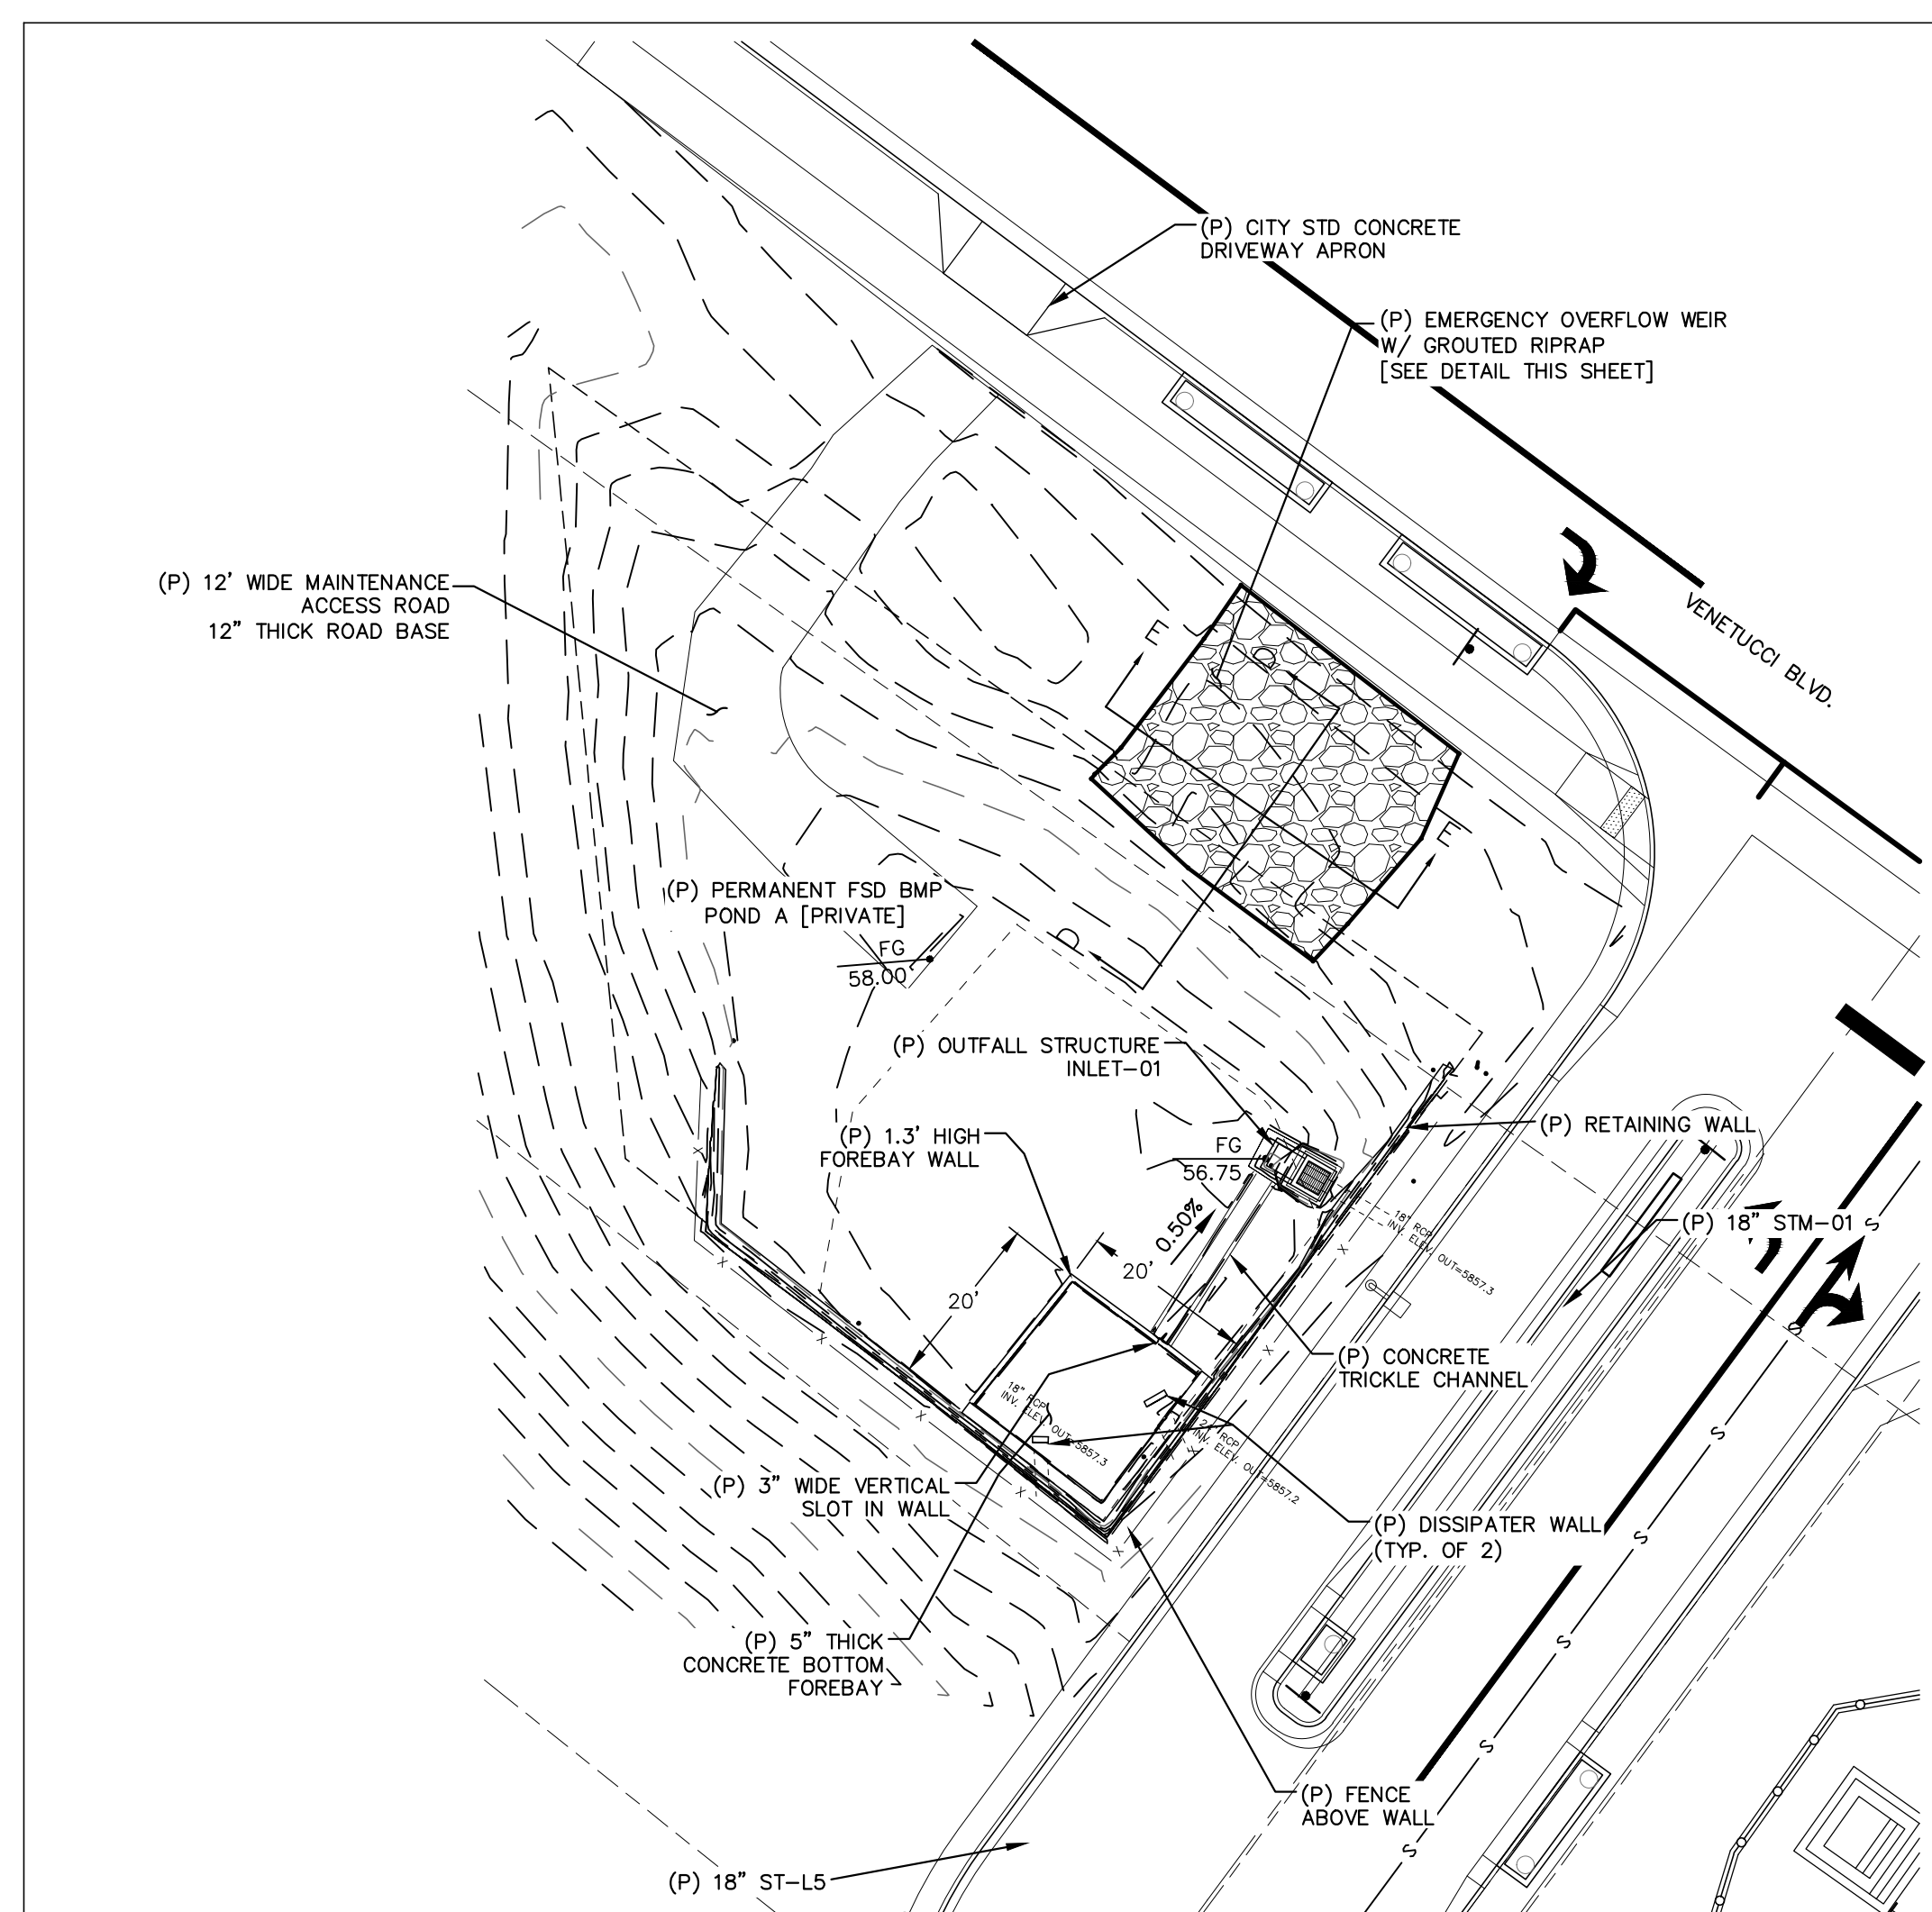 (P) CITY STD CONCRETE
DRIVEWAY APRON
(P) EMERGENCY OVERFLOW WEIR
W/ GROUTED RIPRAP
[SEE DETAIL THIS SHEET]
(P) 12' WIDE MAINTENANCE
ACCESS ROAD
12" THICK ROAD BASE
VENETUCCI BLVD.
E
D
E
(P) PERMANENT FSD BMP
POND A [PRIVATE]
FG
58.00
D
(P) OUTFALL STRUCTURE
INLET-01
(P) 1.3' HIGH
FOREBAY WALL
FG
56.75
(P) RETAINING WALL
0.50%
18" RCP
INV. ELEV. OUT=5857.3
(P) 18" STM-01
S
20'
20'
S
(P) CONCRETE
TRICKLE CHANNEL
18" RCP
INV. ELEV. OUT=5857.3
RCP
INV. ELEV. OUT=5857.2
S
(P) 3" WIDE VERTICAL
SLOT IN WALL
(P) DISSIPATER WALL
(TYP. OF 2)
S
(P) 5" THICK
CONCRETE BOTTOM
FOREBAY
S
S
(P) FENCE
ABOVE WALL
S
(P) 18" ST-L5
X
X
X
X
X
X
X
X
X
X